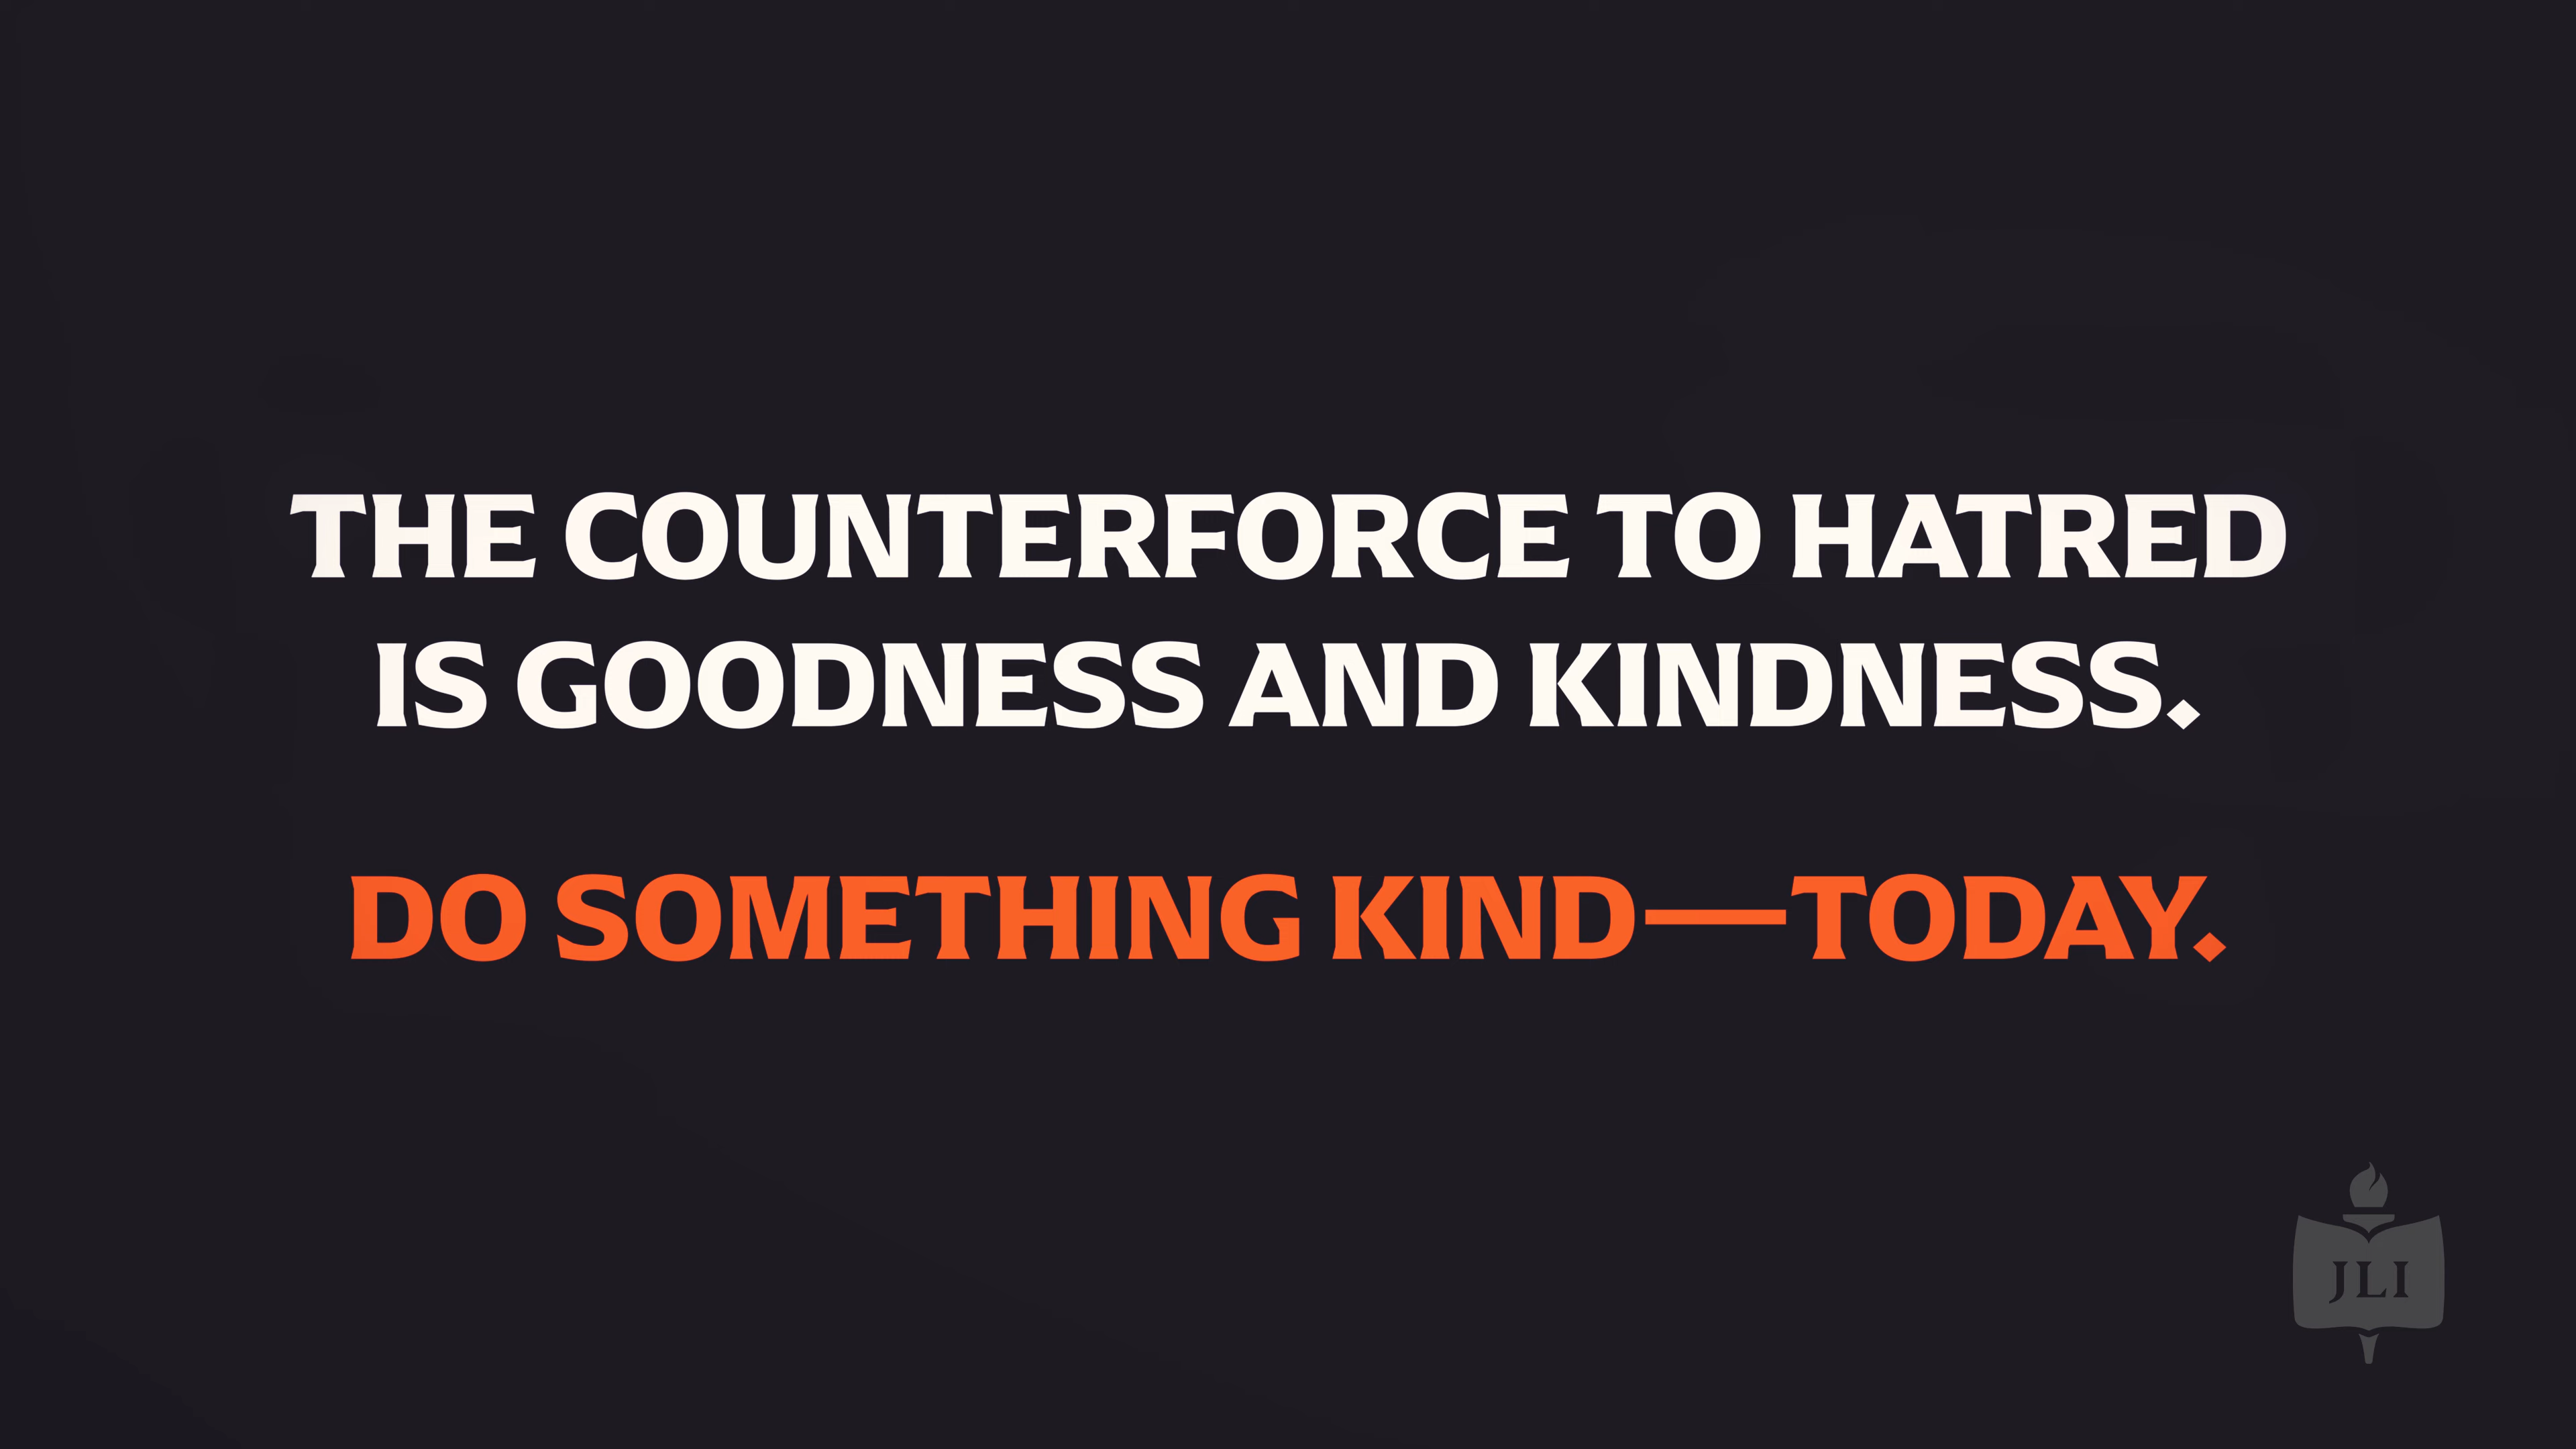 THE COUNTERFORCE TO HATRED
IS GOODNESS AND KINDNESS.
DO SOMETHING KIND—TODAY.
JLI